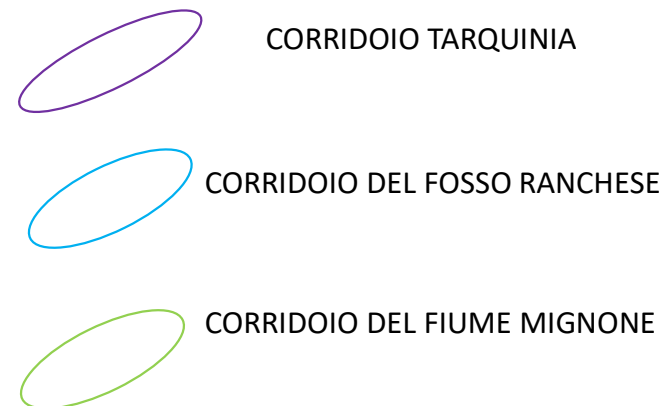 CORRIDOIO TARQUINIA
CORRIDOIO DEL FOSSO RANCHESE
CORRIDOIO DEL FIUME MIGNONE